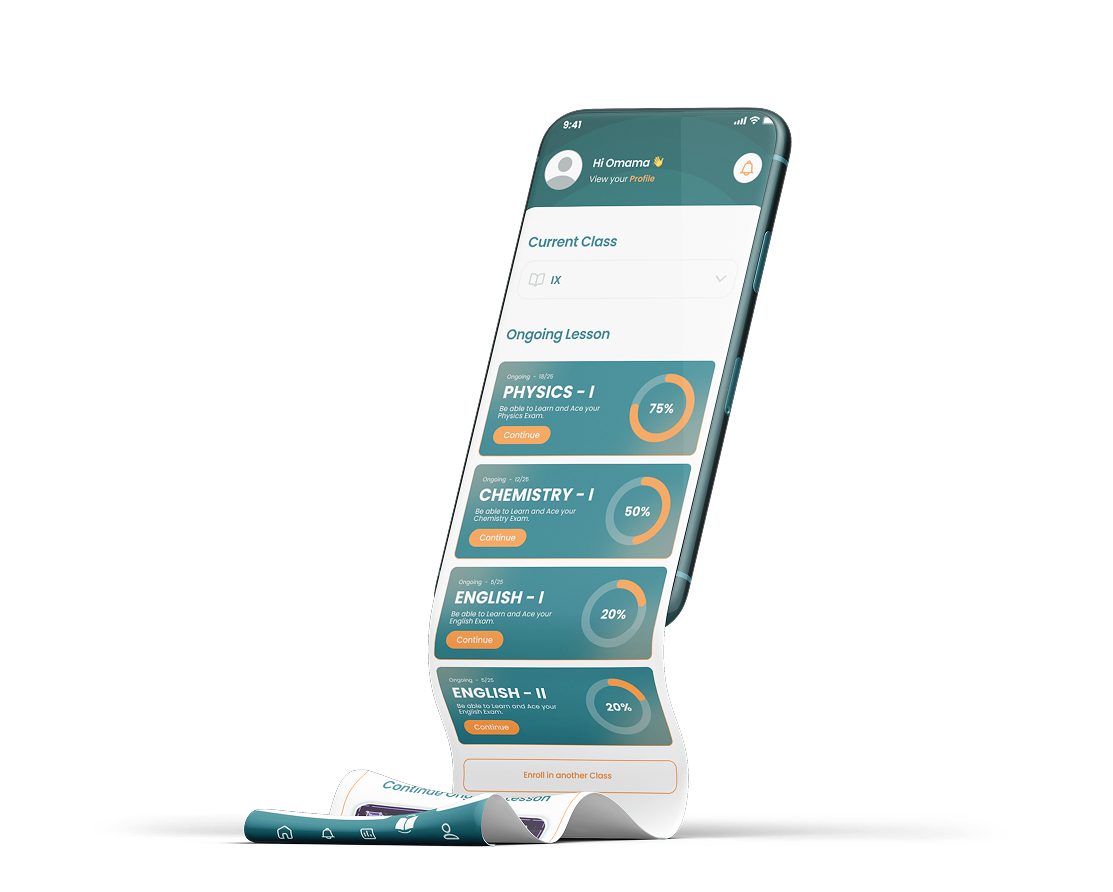 9:41
Hi Omama 👋
View your Profile
Current Class
IX
Ongoing Lesson
Ongoing - 18/25
PHYSICS - I
Be able to Learn and Ace your
Physics Exam.
75%
Continue
Ongoing - 12/25
CHEMISTRY - I
Be able to Learn and Ace your
Chemistry Exam.
50%
Continue
Ongoing - 5/25
ENGLISH - I
Be able to Learn and Ace your
English Exam.
20%
Continue
Ongoing - 5/25
ENGLISH - II
Be able to Learn and Ace your
English Exam.
20%
Continue
Enroll in another Class
Continue Lesson